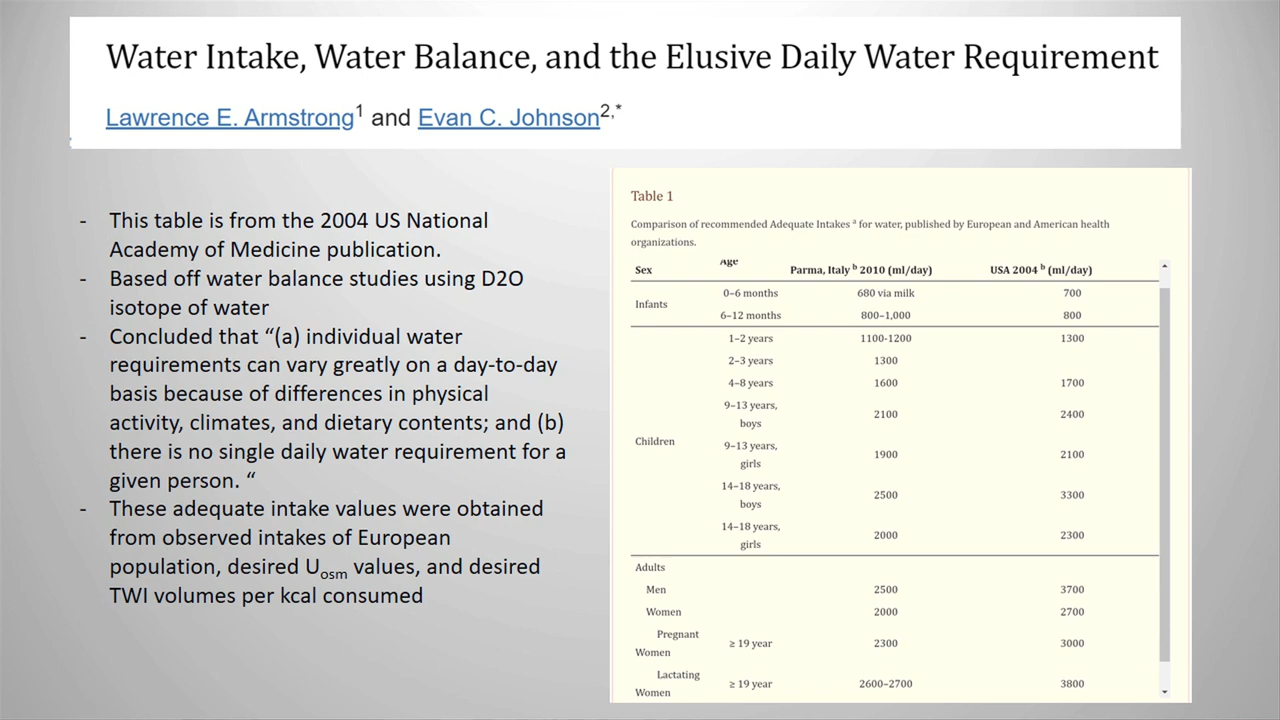 Water Intake, Water Balance, and the Elusive Daily Water Requirement
Lawrence E. Armstrong1 and Evan C. Johnson2,*
- This table is from the 2004 US National
Academy of Medicine publication.
- Based off water balance studies using D2O
isotope of water
- Concluded that “(a) individual water
requirements can vary greatly on a day-to-day
basis because of differences in physical
activity, climates, and dietary contents; and (b)
there is no single daily water requirement for a
given person. “
- These adequate intake values were obtained
from observed intakes of European
population, desired Uosm values, and desired
TWI volumes per kcal consumed
Table 1
Comparison of recommended Adequate Intakes a for water, published by European and American health
organizations.
Sex Age Parma, Italy b 2010 (ml/day) USA 2004 b (ml/day)
Infants
0–6 months 680 via milk 700
6–12 months 800–1,000 800
Children
1–2 years 1100-1200 1300
2–3 years 1300
4–8 years 1600 1700
9–13 years,
boys 2100 2400
9–13 years,
girls 1900 2100
14–18 years,
boys 2500 3300
14–18 years,
girls 2000 2300
Adults
Men 2500 3700
Women 2000 2700
Pregnant
Women ≥ 19 year 2300 3000
Lactating
Women ≥ 19 year 2600–2700 3800